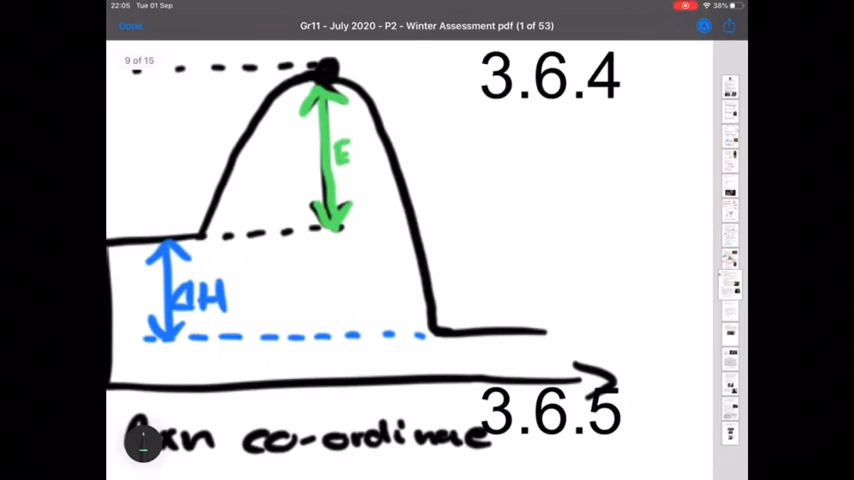 22:05 Tue 01 Sep
38%
Done
Gr11 - July 2020 - P2 - Winter Assessment pdf (1 of 53)
9 of 15
3.6.4
E
ΔH
3.6.5
co-ordinae